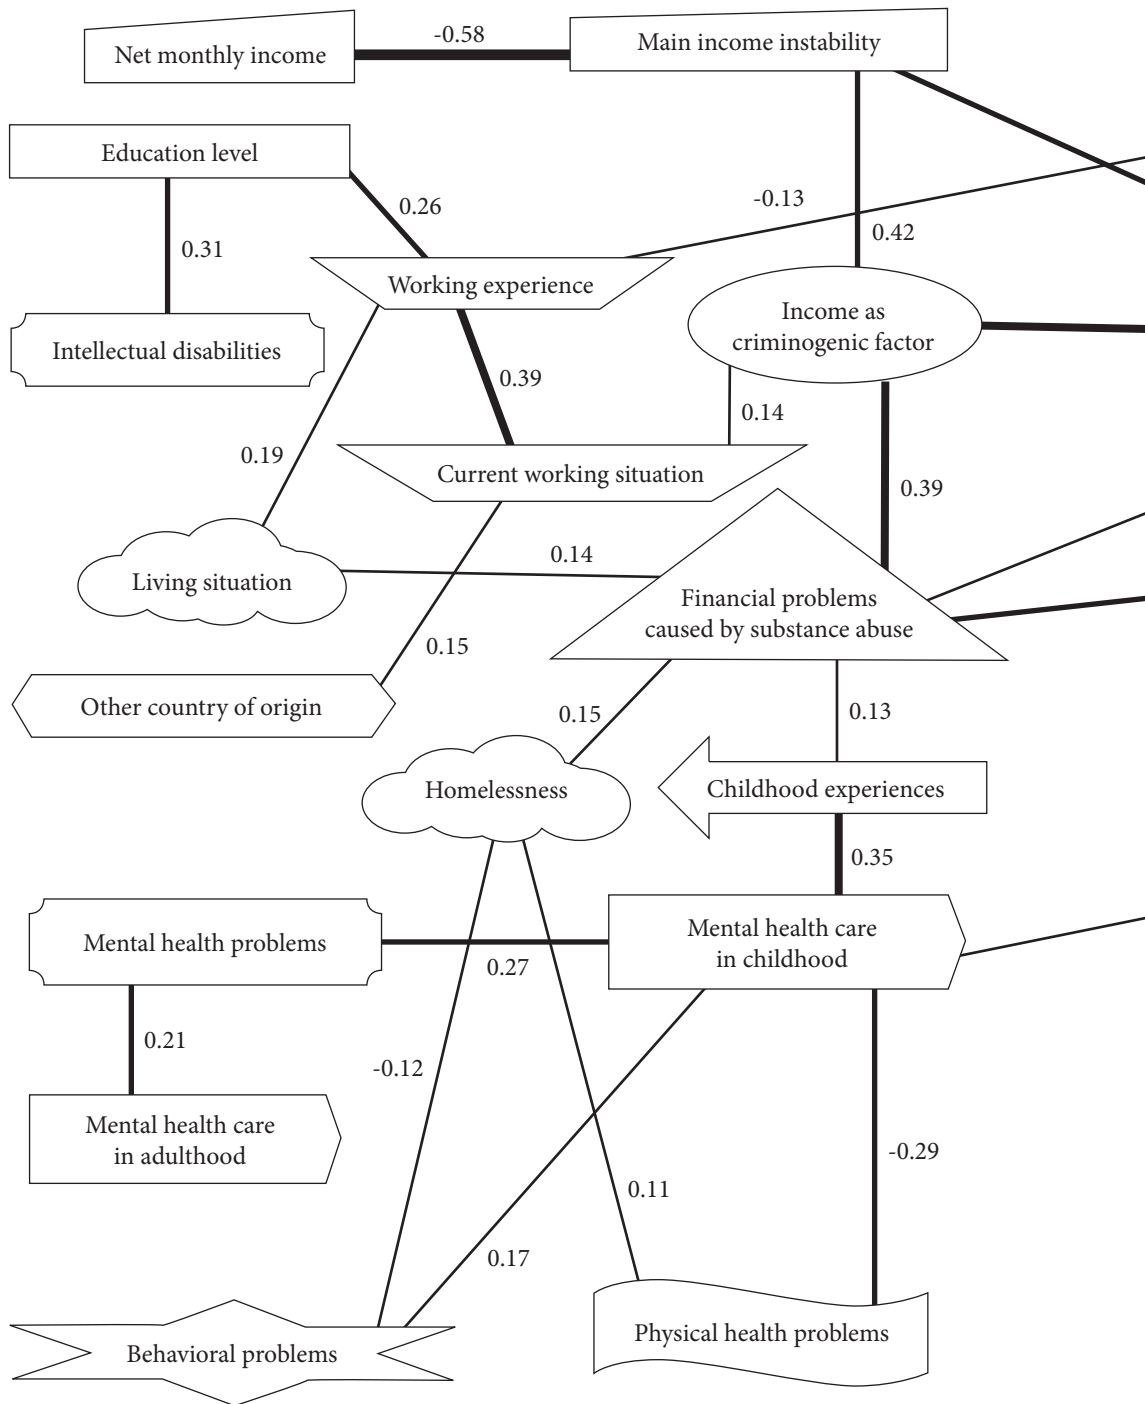 -0.58
Net monthly income
Main income instability
Education level
0.26
-0.13
0.31
0.42
Working experience
Income as
criminogenic factor
Intellectual disabilities
0.39
0.14
0.19
Current working situation
0.39
0.14
Living situation
Financial problems
caused by substance abuse
0.15
Other country of origin
0.15
0.13
Homelessness
Childhood experiences
0.35
Mental health problems
Mental health care
in childhood
0.27
0.21
-0.12
Mental health care
in adulthood
-0.29
0.11
0.17
Behavioral problems
Physical health problems